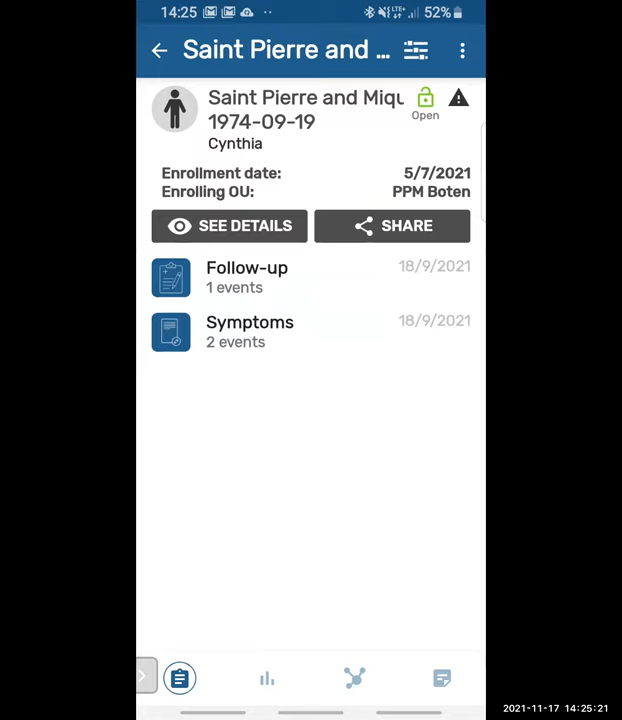 14:25 LTE+ 52%
Saint Pierre and ...
Saint Pierre and Miqu
1974-09-19
Open
Cynthia
Enrollment date: 5/7/2021
Enrolling OU: PPM Boten
SEE DETAILS SHARE
Follow-up 18/9/2021
1 events
Symptoms 18/9/2021
2 events
2021-11-17 14:25:21